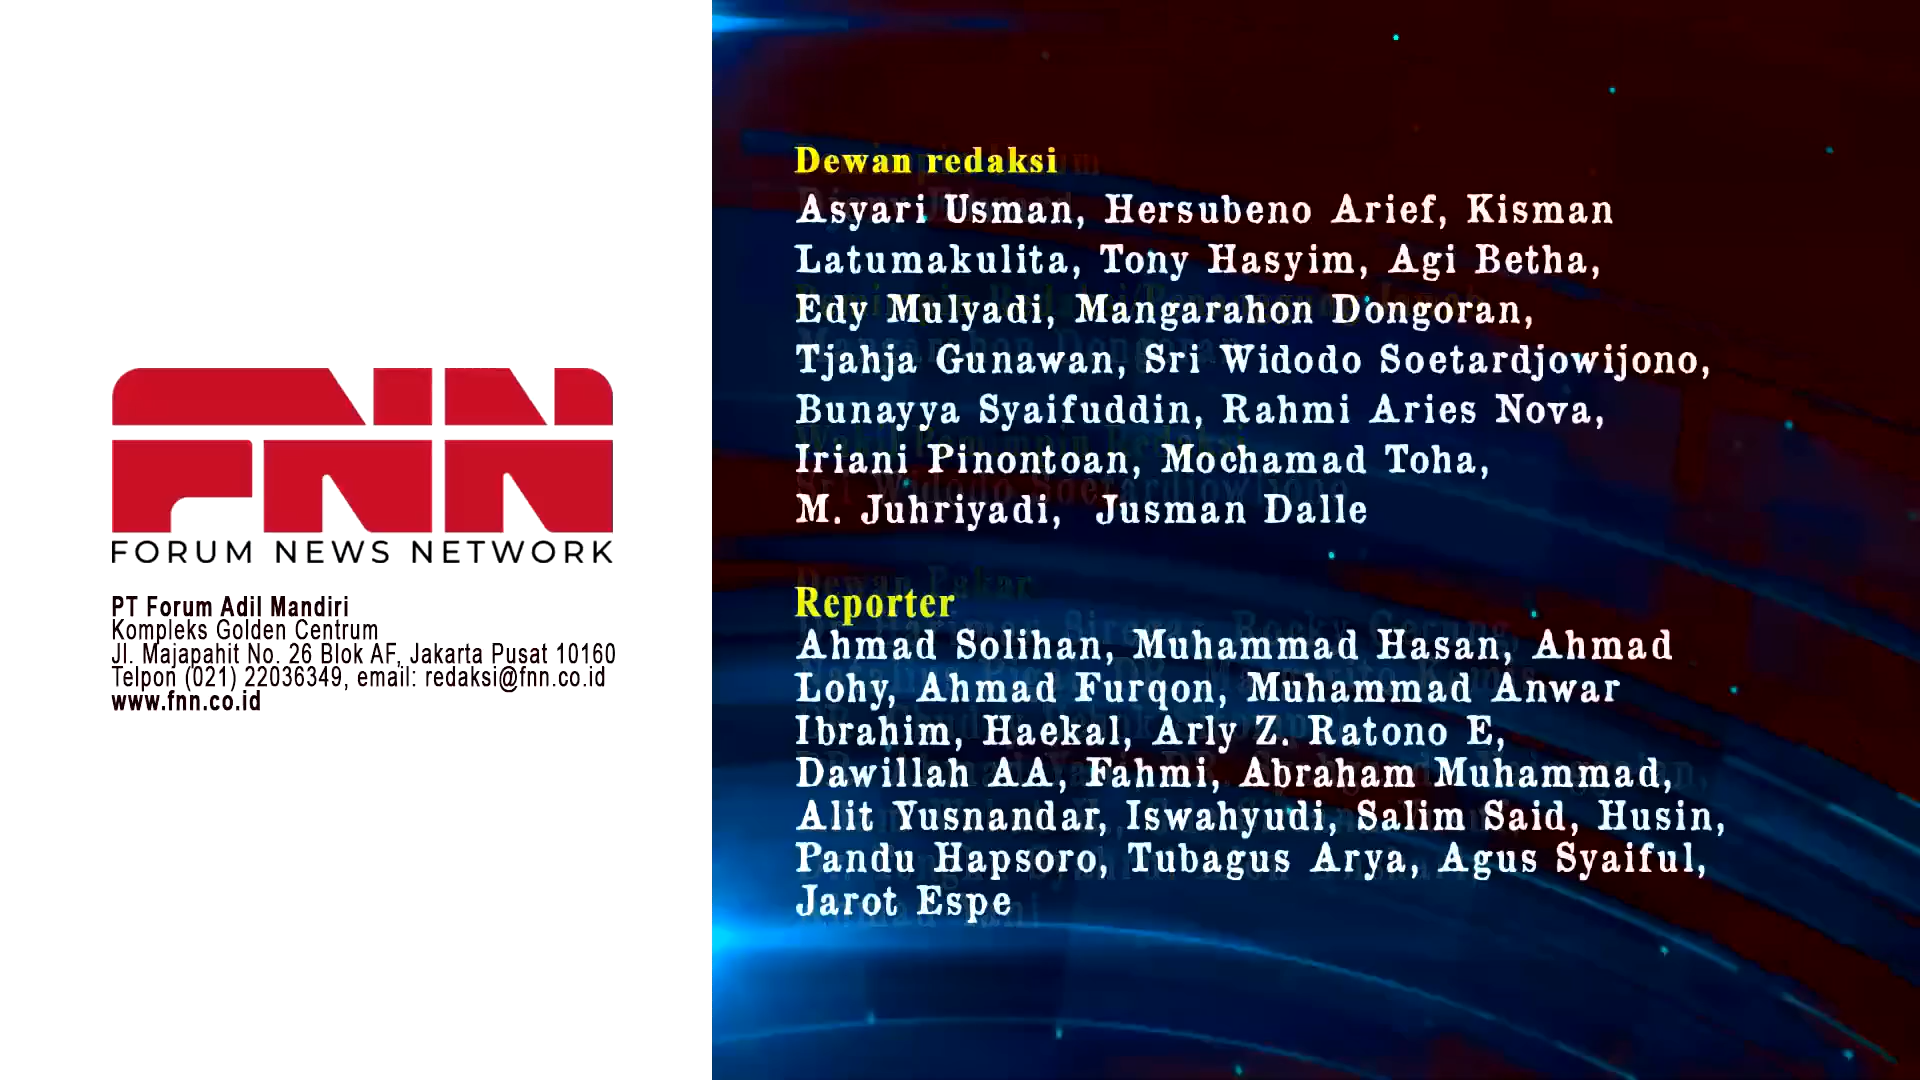 FNN
FORUM NEWS NETWORK
PT Forum Adil Mandiri
Kompleks Golden Centrum
Jl. Majapahit No. 26 Blok AF, Jakarta Pusat 10160
Telpon (021) 22036349, email: redaksi@fnn.co.id
www.fnn.co.id
Dewan redaksi
Asyari Usman, Hersubeno Arief, Kisman
Latumakulita, Tony Hasyim, Agi Betha,
Edy Mulyadi, Mangarahon Dongoran,
Tjahja Gunawan, Sri Widodo Soetardjowijono,
Bunayya Syaifuddin, Rahmi Aries Nova,
Iriani Pinontoan, Mochamad Toha,
M. Juhriyadi, Jusman Dalle
Reporter
Ahmad Solihan, Muhammad Hasan, Ahmad
Lohy, Ahmad Furqon, Muhammad Anwar
Ibrahim, Haekal, Arly Z. Ratono E,
Dawillah AA, Fahmi, Abraham Muhammad,
Alit Yusnandar, Iswahyudi, Salim Said, Husin,
Pandu Hapsoro, Tubagus Arya, Agus Syaiful,
Jarot Espe